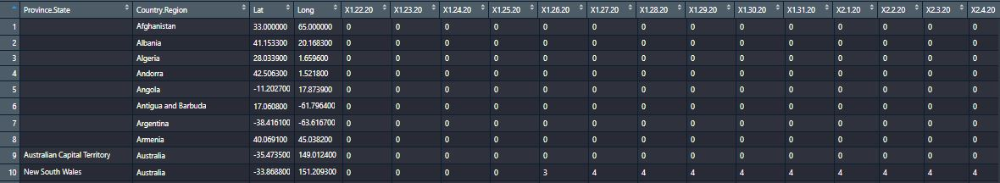 Province.State Country.Region Lat Long X1.22.20 X1.23.20 X1.24.20 X1.25.20 X1.26.20 X1.27.20 X1.28.20 X1.29.20 X1.30.20 X1.31.20 X2.1.20 X2.2.20 X2.3.20 X2.4.20
1 Afghanistan 33.000000 65.000000 0 0 0 0 0 0 0 0 0 0 0 0 0 0
2 Albania 41.153300 20.168300 0 0 0 0 0 0 0 0 0 0 0 0 0 0
3 Algeria 28.033900 1.659600 0 0 0 0 0 0 0 0 0 0 0 0 0 0
4 Andorra 42.506300 1.521800 0 0 0 0 0 0 0 0 0 0 0 0 0 0
5 Angola -11.202700 17.873900 0 0 0 0 0 0 0 0 0 0 0 0 0 0
6 Antigua and Barbuda 17.060800 -61.796400 0 0 0 0 0 0 0 0 0 0 0 0 0 0
7 Argentina -38.416100 -63.616700 0 0 0 0 0 0 0 0 0 0 0 0 0 0
8 Armenia 40.069100 45.038200 0 0 0 0 0 0 0 0 0 0 0 0 0 0
9 Australian Capital Territory Australia -35.473500 149.012400 0 0 0 0 0 0 0 0 0 0 0 0 0 0
10 New South Wales Australia -33.868800 151.209300 0 0 0 0 3 4 4 4 4 4 4 4 4 4